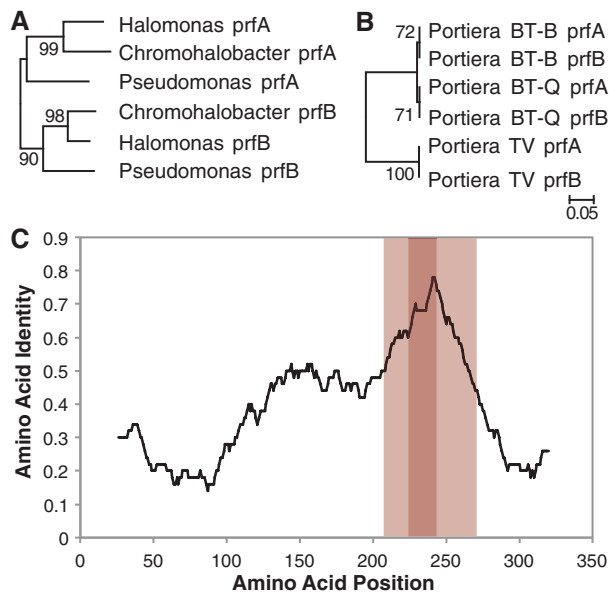 A
Halomonas prfA
99
Chromohalobacter prfA
Pseudomonas prfA
98
Chromohalobacter prfB
Halomonas prfB
90
Pseudomonas prfB
B
72
Portiera BT-B prfA
Portiera BT-B prfB
Portiera BT-Q prfA
71
Portiera BT-Q prfB
Portiera TV prfA
100
Portiera TV prfB
0.05
C
Amino Acid Identity
0.9
0.8
0.7
0.6
0.5
0.4
0.3
0.2
0.1
0
0 50 100 150 200 250 300 350
Amino Acid Position